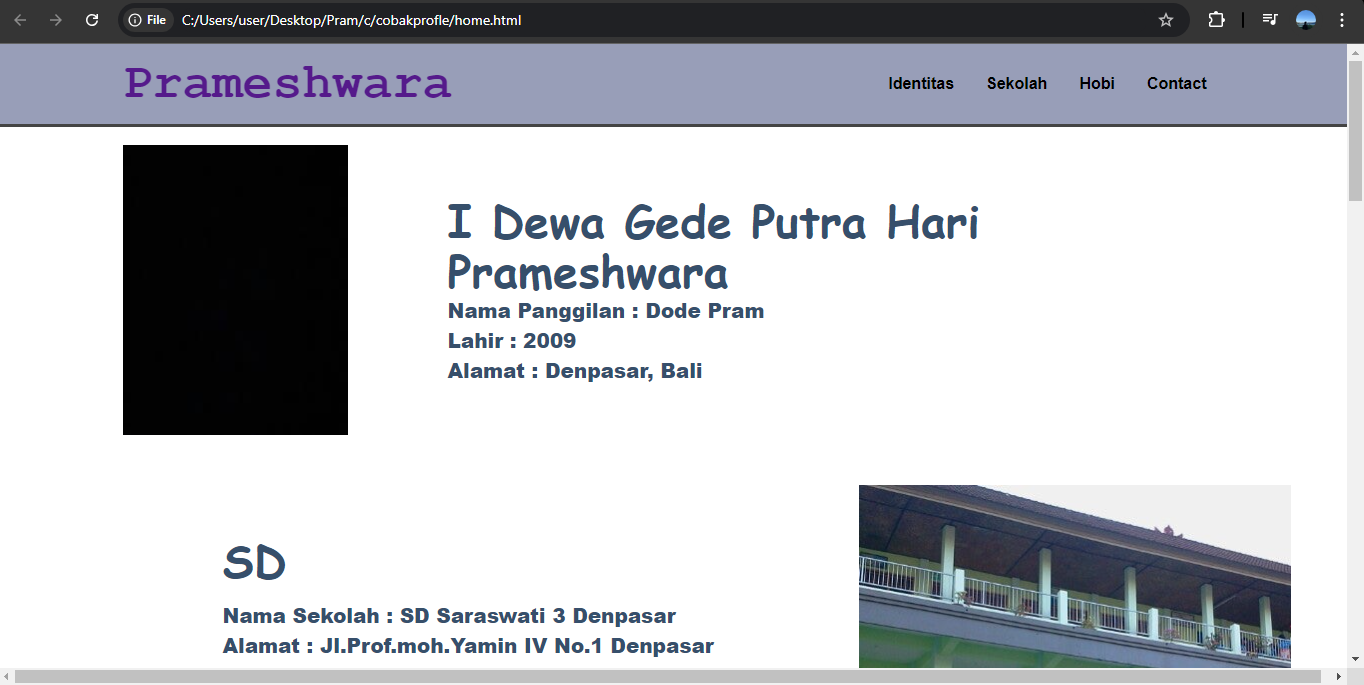 File C:/Users/user/Desktop/Pram/c/cobakprofle/home.html
Prameshwara
Identitas Sekolah Hobi Contact
I Dewa Gede Putra Hari
Prameshwara
Nama Panggilan : Dode Pram
Lahir : 2009
Alamat : Denpasar, Bali
SD
Nama Sekolah : SD Saraswati 3 Denpasar
Alamat : Jl.Prof.moh.Yamin IV No.1 Denpasar